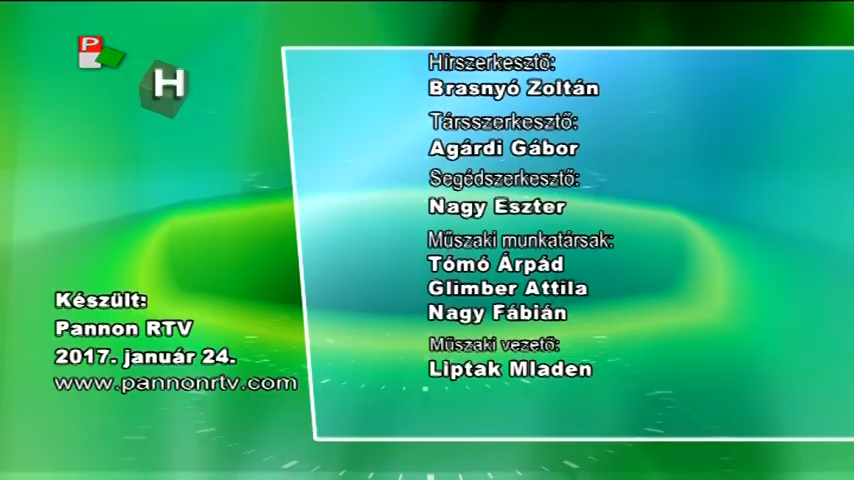 P
H
Hírszerkesztő:
Brasnyó Zoltán
Társszerkesztő:
Agárdi Gábor
Segédszerkesztő:
Nagy Eszter
Műszaki munkatársak:
Tómó Árpád
Glimber Attila
Nagy Fábián
Műszaki vezető:
Liptak Mladen
Készült:
Pannon RTV
2017. január 24.
www.pannonrtv.com